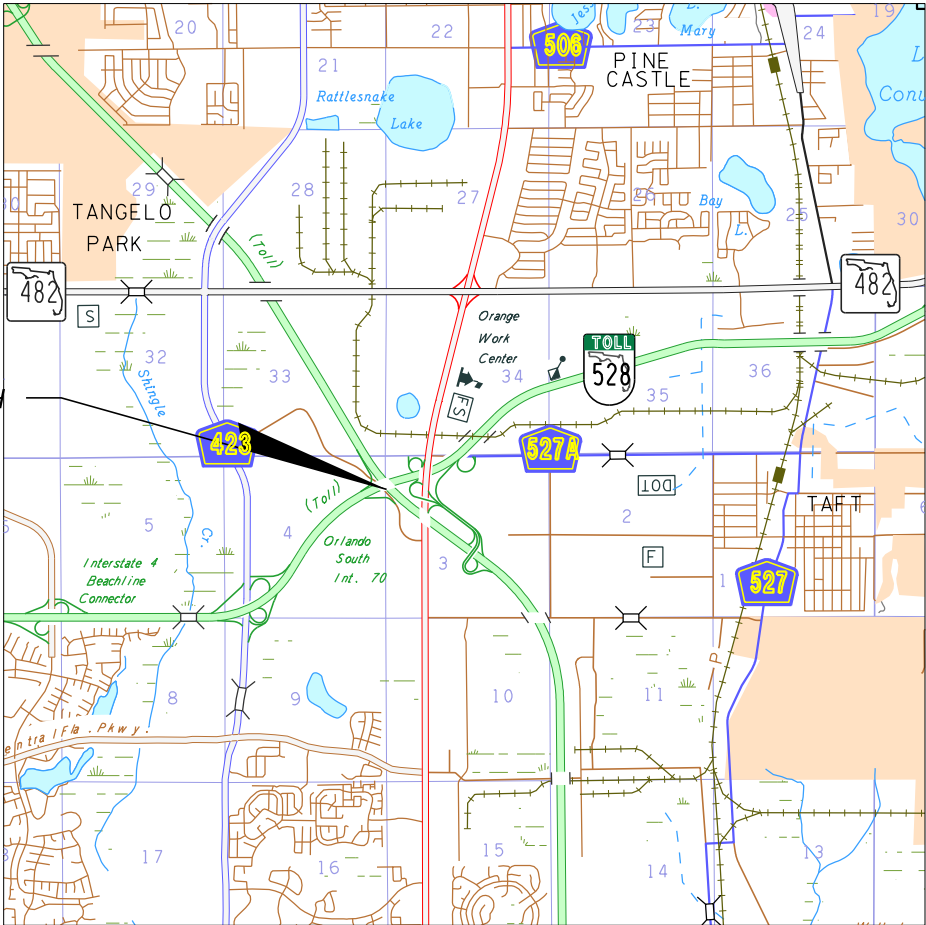 20
22
506
Jess
23
L.
Mary
24
19
L
21
PINE
CASTLE
Rattlesnake
Lake
Conu
29
28
27
26
Bay
L.
25
30
TANGELO
PARK
(Toll)
482
482
S
32
33
Orange
Work
Center
34
TOLL
528
35
36
Shingle
FS
423
527A
(Toll)
DOT
TAFT
5
Cr.
4
Orlando
South
Int. 70
3
2
F
1
527
Interstate 4
Beachline
Connector
8
9
10
11
P
entral Fla. Pkwy.
17
16
15
14
13